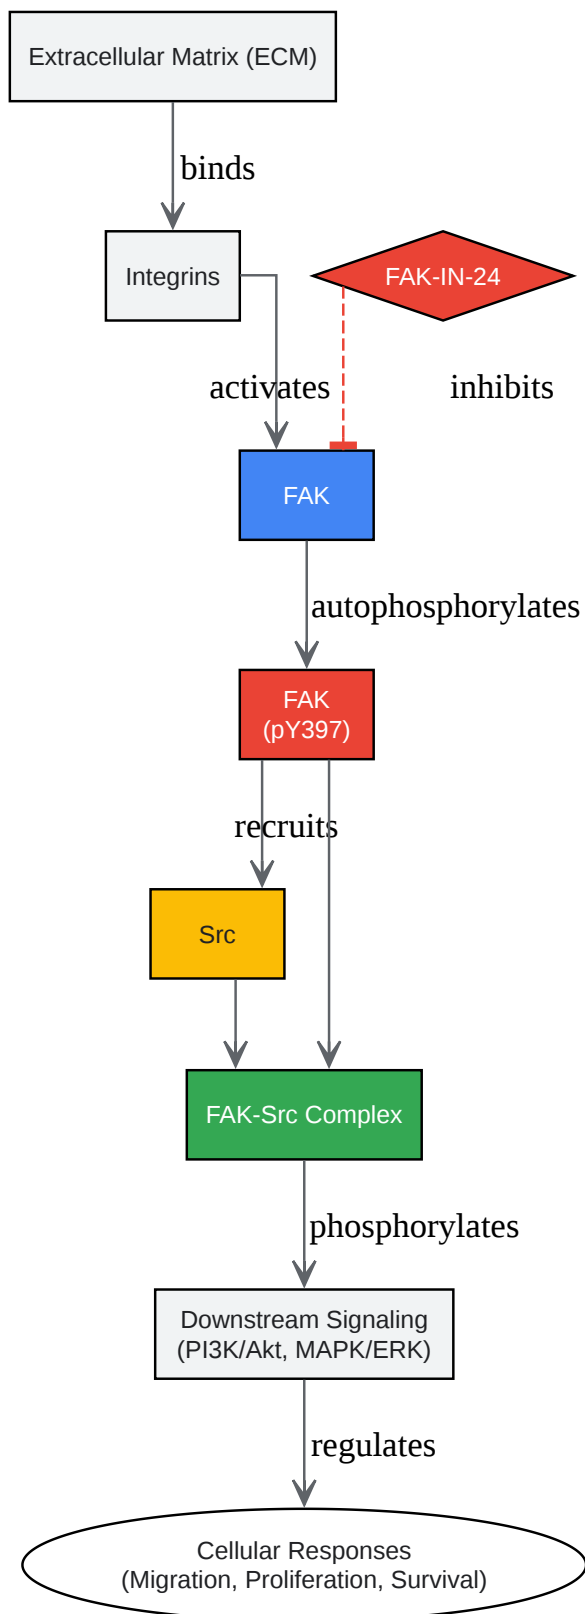 Extracellular Matrix (ECM)
binds
Integrins
FAK-IN-24
activates
inhibits
FAK
autophosphorylates
FAK
(pY397)
recruits
Src
FAK-Src Complex
phosphorylates
Downstream Signaling
(PI3K/Akt, MAPK/ERK)
regulates
Cellular Responses
(Migration, Proliferation, Survival)